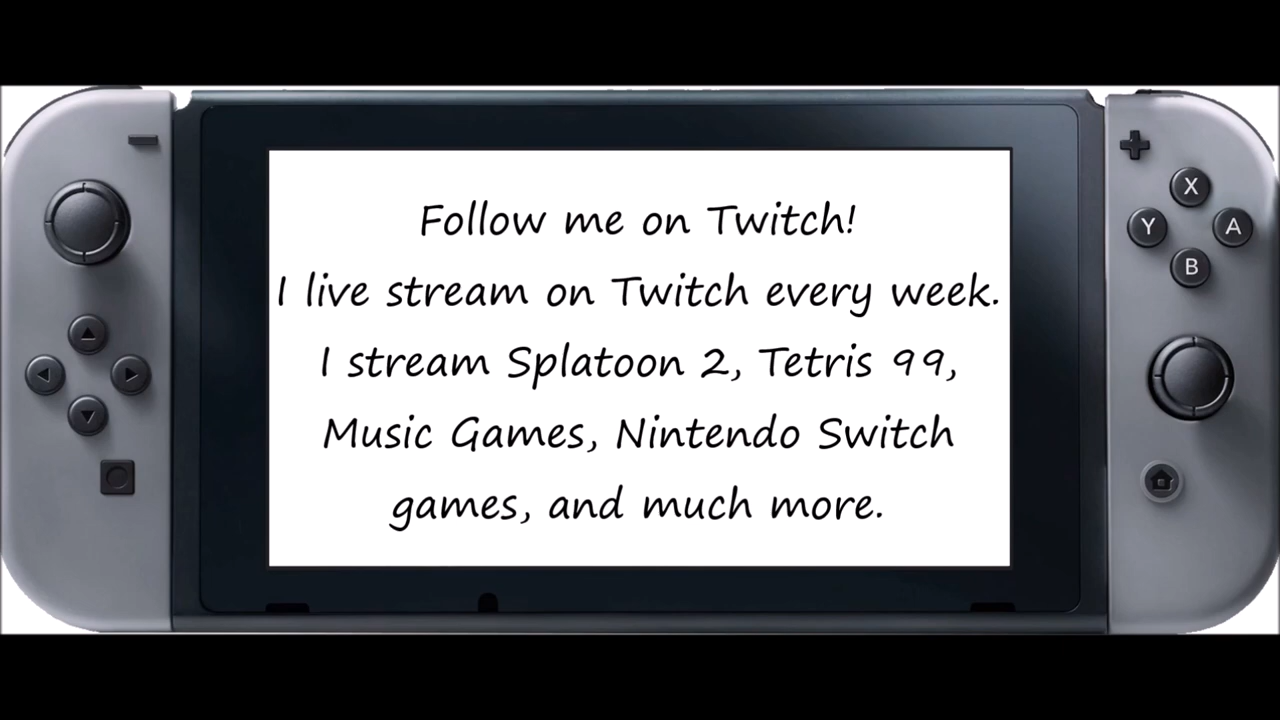 Follow me on Twitch!
I live stream on Twitch every week.
I stream Splatoon 2, Tetris 99,
Music Games, Nintendo Switch
games, and much more.
X
Y
A
B